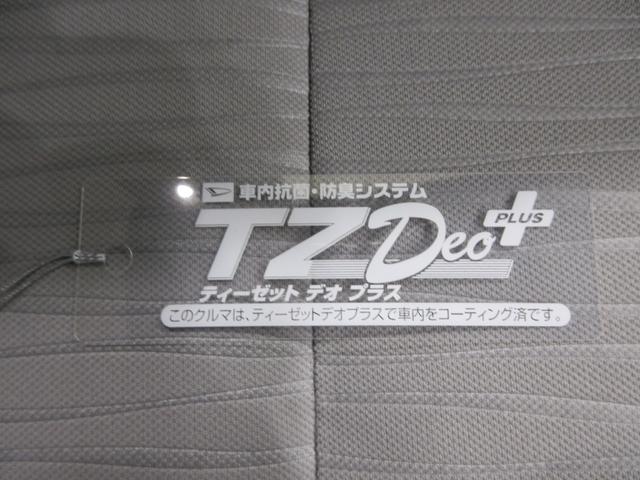 車内抗菌・防臭システム
TZDeo+
PLUS
ティーゼット デオ プラス
このクルマは、ティーゼットデオプラスで車内をコーティング済です。